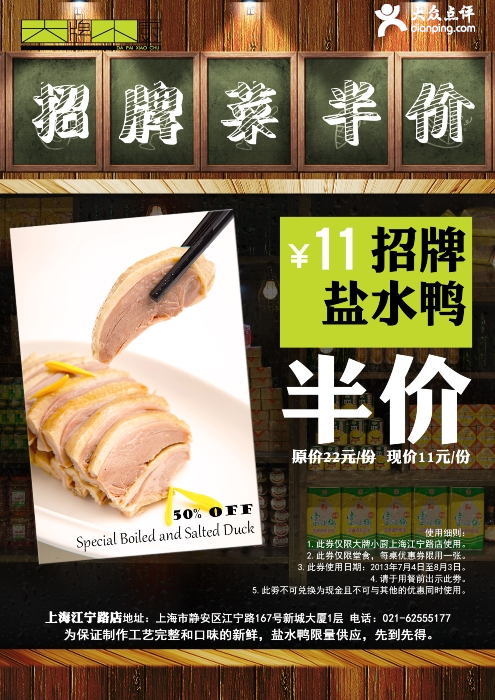 大牌小厨
DA PAI XIAO CHU
大众点评
dianping.com
招牌菜半价
¥11 招牌
盐水鸭
半价
原价22元/份 现价11元/份
50% OFF
Special Boiled and Salted Duck
使用细则:
1. 此券仅限大牌小厨上海江宁路店使用。
2. 此券仅限堂食，每桌优惠券限用一张。
3. 此券使用日期：2013年7月4日至8月3日。
4. 请于用餐前出示此劵。
5. 此劵不可兑换为现金且不可与其他的优惠同时使用。
上海江宁路店地址：上海市静安区江宁路167号新城大厦1层 电话：021-62555177
为保证制作工艺完整和口味的新鲜，盐水鸭限量供应，先到先得。